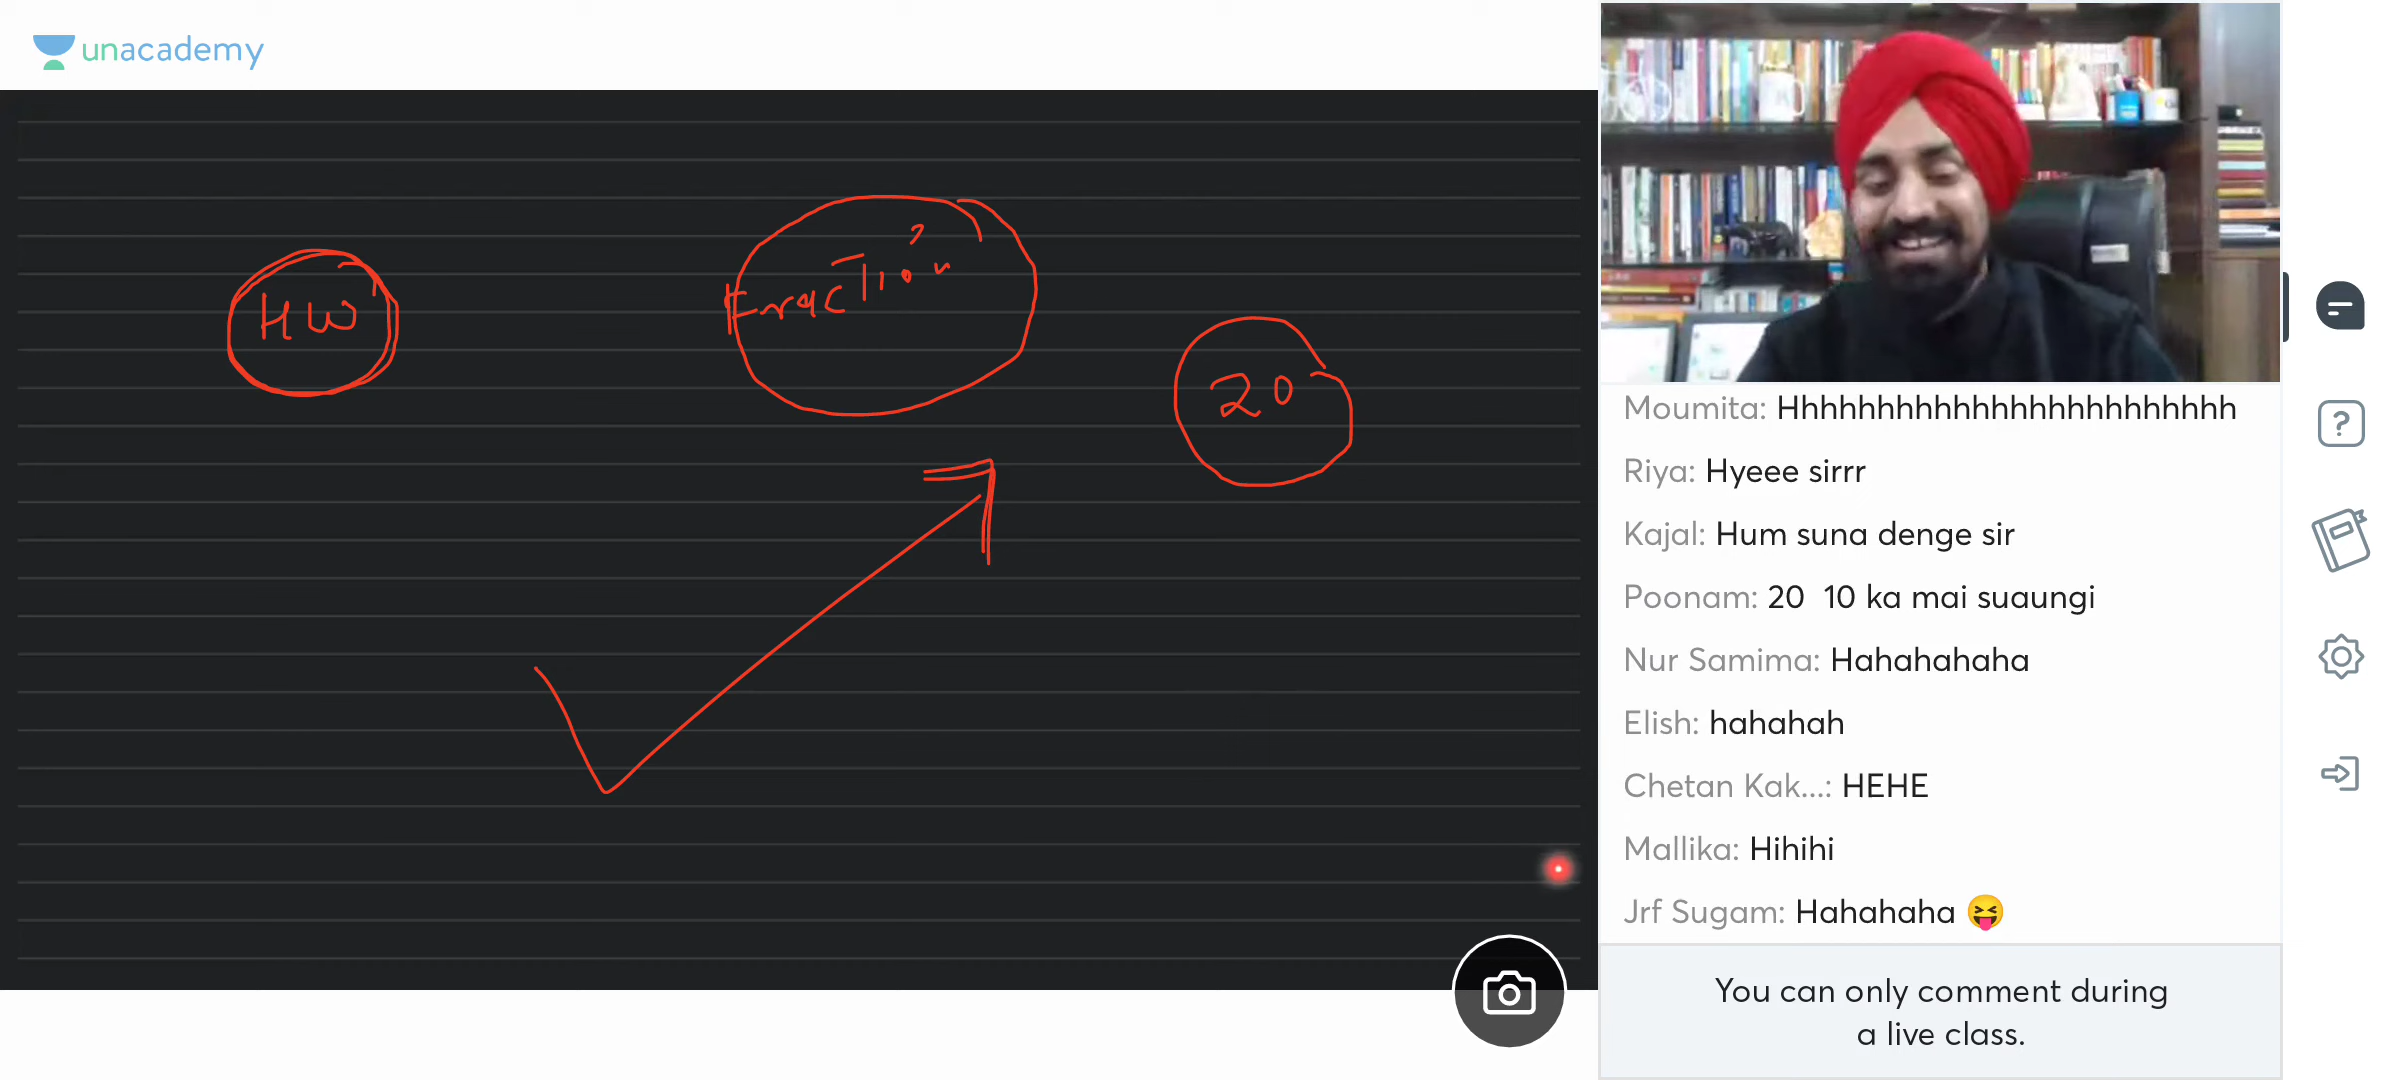 unacademy
HW
Fraction
20
Moumita: Hhhhhhhhhhhhhhhhhhhhhhhh
Riya: Hyeee sirrr
Kajal: Hum suna denge sir
Poonam: 20  10 ka mai suaungi
Nur Samima: Hahahahaha
Elish: hahahah
Chetan Kak...: HEHE
Mallika: Hihihi
Jrf Sugam: Hahahaha 😝
You can only comment during
a live class.